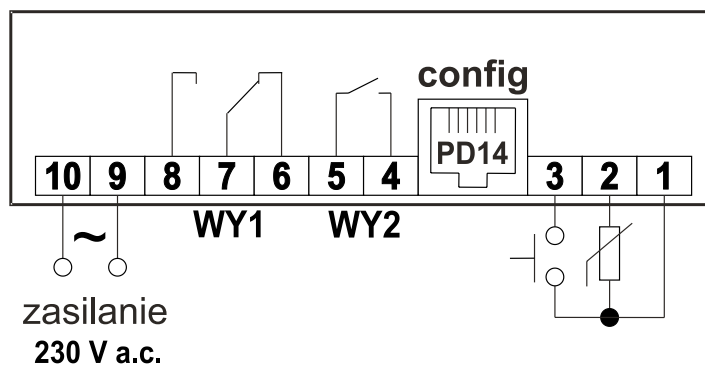 config
PD14
10 9 8 7 6 5 4 3 2 1
WY1 WY2
~
zasilanie
230 V a.c.